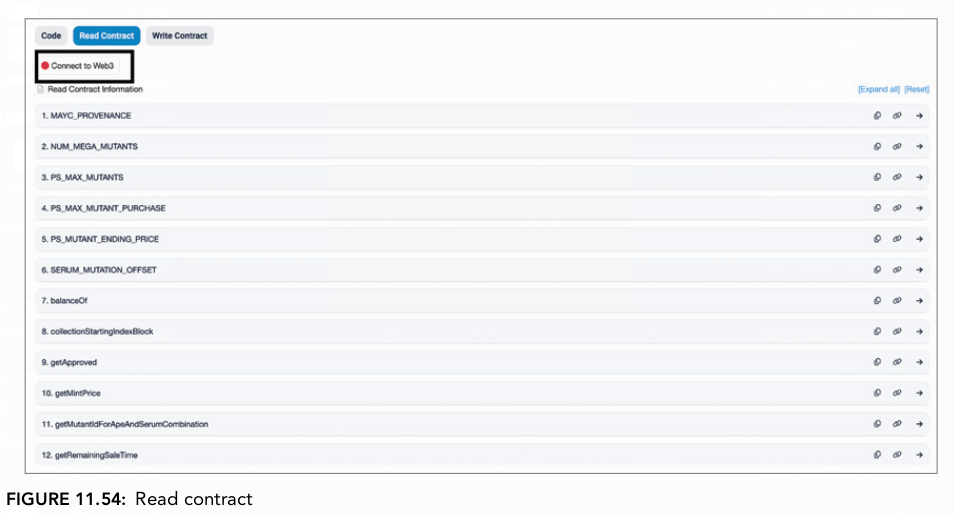 Code Read Contract Write Contract
Connect to Web3
Read Contract Information [Expand all] [Reset]
1. MAYC_PROVENANCE
2. NUM_MEGA_MUTANTS
3. PS_MAX_MUTANTS
4. PS_MAX_MUTANT_PURCHASE
5. PS_MUTANT_ENDING_PRICE
6. SERUM_MUTATION_OFFSET
7. balanceOf
8. collectionStartingIndexBlock
9. getApproved
10. getMintPrice
11. getMutantIdForApeAndSerumCombination
12. getRemainingSaleTime
FIGURE 11.54: Read contract